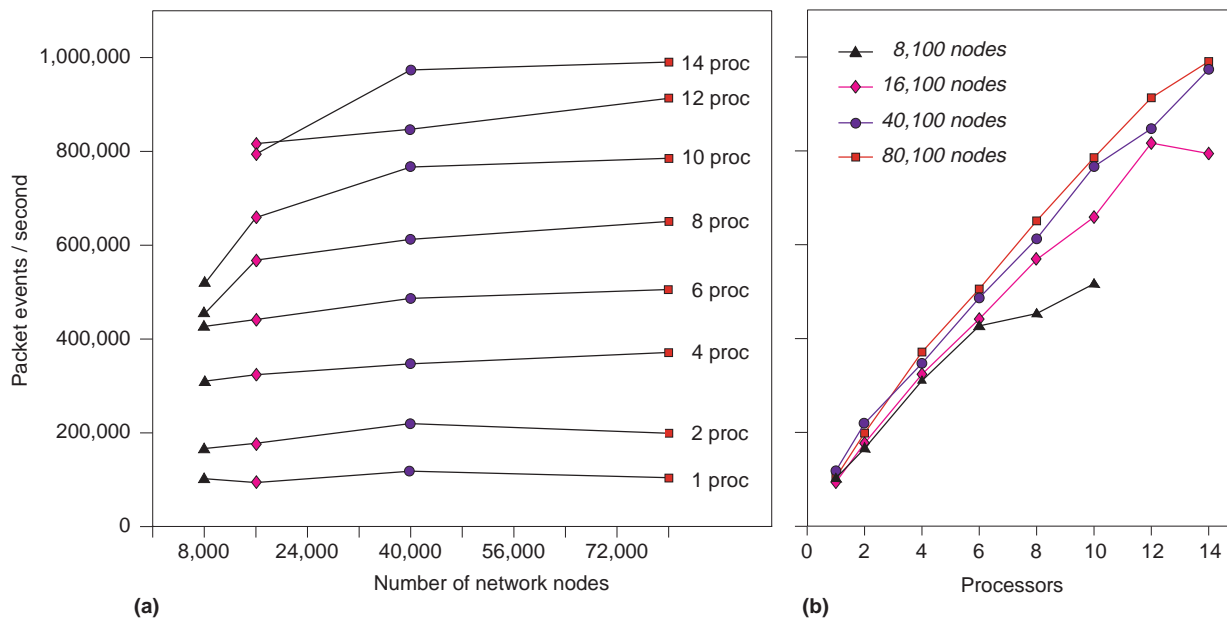 Packet events / second
1,000,000
800,000
600,000
400,000
200,000
0
14 proc
12 proc
10 proc
8 proc
6 proc
4 proc
2 proc
1 proc
8,000 24,000 40,000 56,000 72,000
Number of network nodes
(a)
8,100 nodes
16,100 nodes
40,100 nodes
80,100 nodes
0 2 4 6 8 10 12 14
Processors
(b)